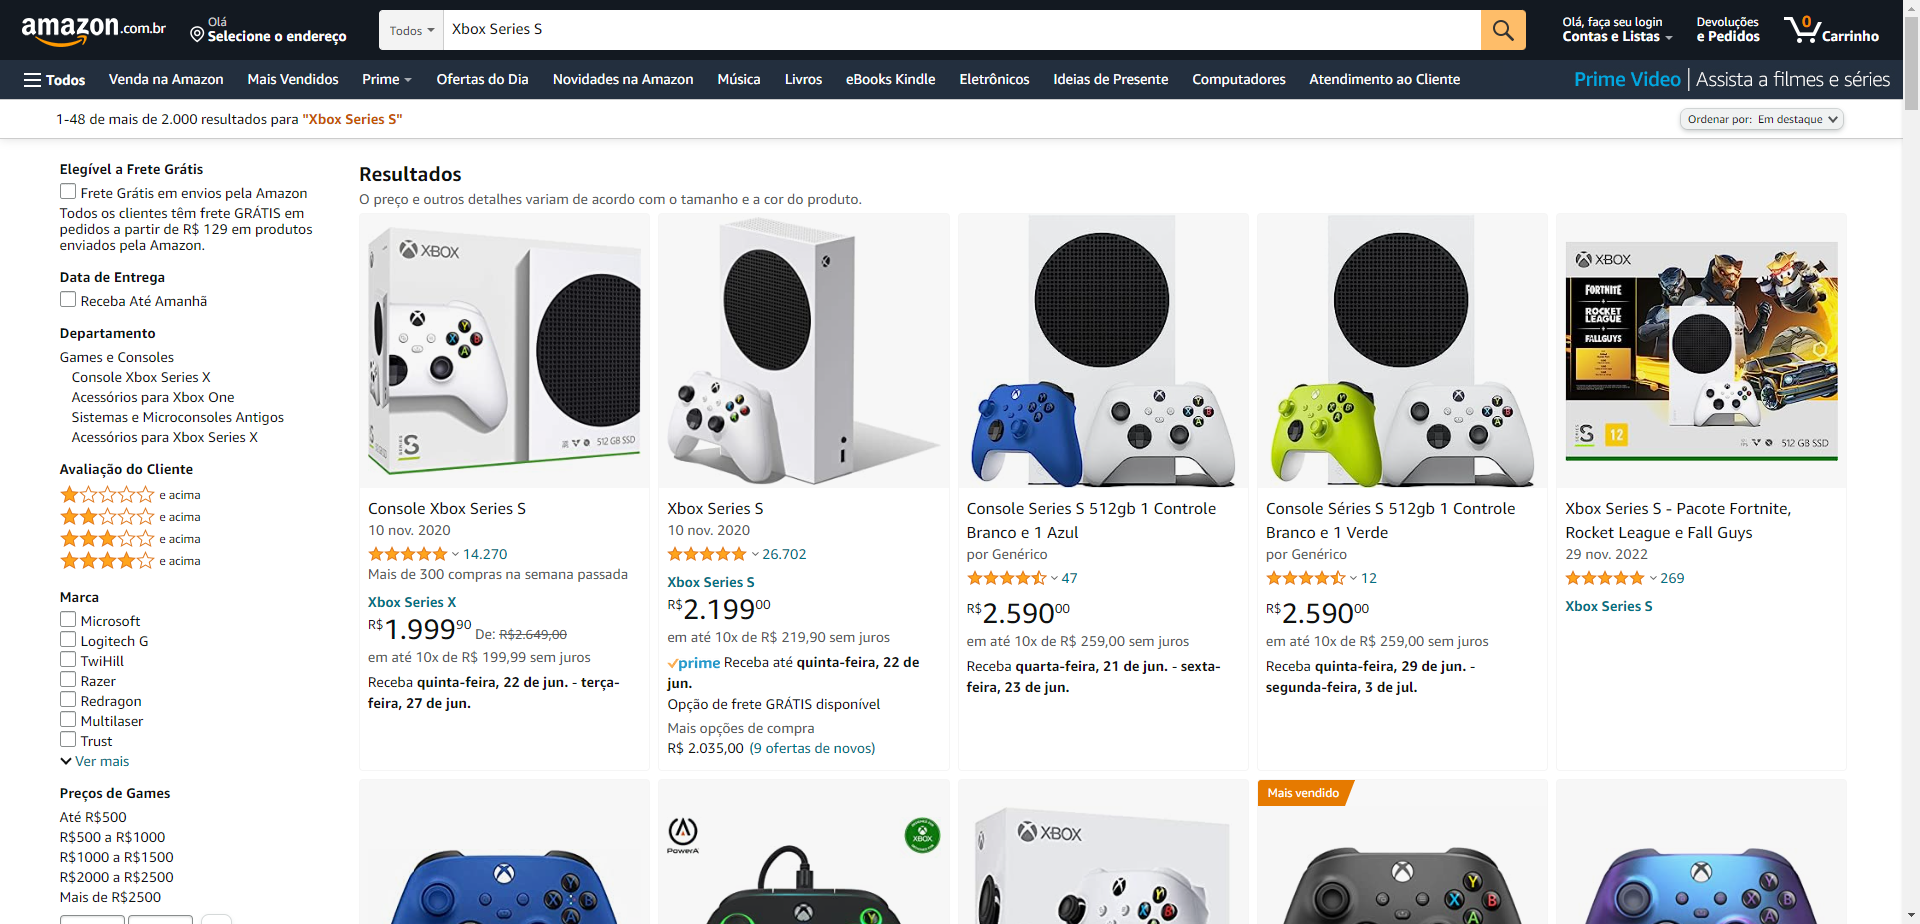 amazon.com.br
Olá
Selecione o endereço
Todos
Xbox Series S
Olá, faça seu login
Contas e Listas
Devoluções
e Pedidos
0
Carrinho
Todos
Venda na Amazon
Mais Vendidos
Prime
Ofertas do Dia
Novidades na Amazon
Música
Livros
eBooks Kindle
Eletrônicos
Ideias de Presente
Computadores
Atendimento ao Cliente
Prime Video | Assista a filmes e séries
1-48 de mais de 2.000 resultados para "Xbox Series S"
Ordenar por: Em destaque
Elegível a Frete Grátis
Frete Grátis em envios pela Amazon
Todos os clientes têm frete GRÁTIS em
pedidos a partir de R$ 129 em produtos
enviados pela Amazon.
Data de Entrega
Receba Até Amanhã
Departamento
Games e Consoles
Console Xbox Series X
Acessórios para Xbox One
Sistemas e Microconsoles Antigos
Acessórios para Xbox Series X
Avaliação do Cliente
e acima
e acima
e acima
e acima
Marca
Microsoft
Logitech G
TwiHill
Razer
Redragon
Multilaser
Trust
Ver mais
Preços de Games
Até R$500
R$500 a R$1000
R$1000 a R$1500
R$2000 a R$2500
Mais de R$2500
Resultados
O preço e outros detalhes variam de acordo com o tamanho e a cor do produto.
XBOX
SERIES S
512 GB SSD
Console Xbox Series S
10 nov. 2020
14.270
Mais de 300 compras na semana passada
Xbox Series X
R$1.99990 De: R$2.649,00
em até 10x de R$ 199,99 sem juros
Receba quinta-feira, 22 de jun. - terça-
feira, 27 de jun.
Xbox Series S
10 nov. 2020
26.702
Xbox Series S
R$2.19900
em até 10x de R$ 219,90 sem juros
prime Receba até quinta-feira, 22 de
jun.
Opção de frete GRÁTIS disponível
Mais opções de compra
R$ 2.035,00 (9 ofertas de novos)
Console Series S 512gb 1 Controle
Branco e 1 Azul
por Genérico
47
R$2.59000
em até 10x de R$ 259,00 sem juros
Receba quarta-feira, 21 de jun. - sexta-
feira, 23 de jun.
Console Séries S 512gb 1 Controle
Branco e 1 Verde
por Genérico
12
R$2.59000
em até 10x de R$ 259,00 sem juros
Receba quinta-feira, 29 de jun. -
segunda-feira, 3 de jul.
XBOX
FORTNITE
+
ROCKET
LEAGUE
+
FALL GUYS
SERIES S
12
512 GB SSD
Xbox Series S - Pacote Fortnite,
Rocket League e Fall Guys
29 nov. 2022
269
Xbox Series S
PowerA
XBOX
XBOX
Mais vendido